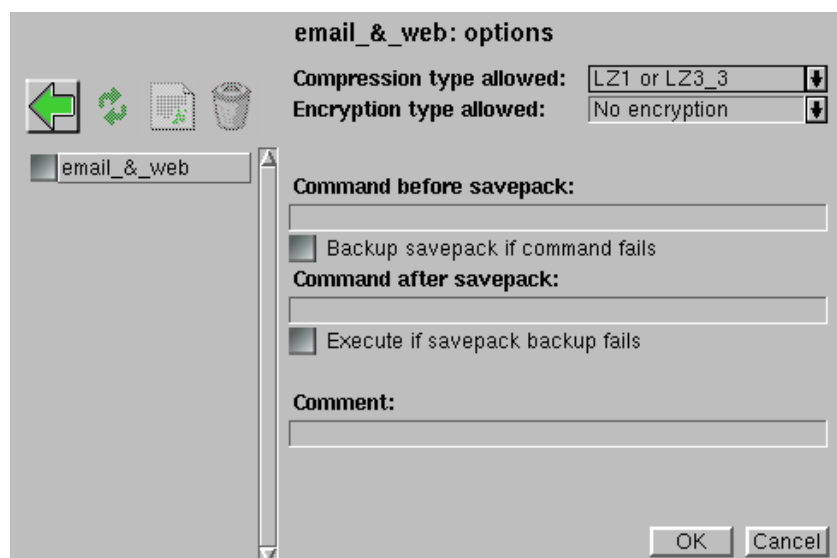 email_&_web: options
Compression type allowed: LZ1 or LZ3_3
Encryption type allowed: No encryption
email_&_web
Command before savepack:
Backup savepack if command fails
Command after savepack:
Execute if savepack backup fails
Comment:
OK Cancel